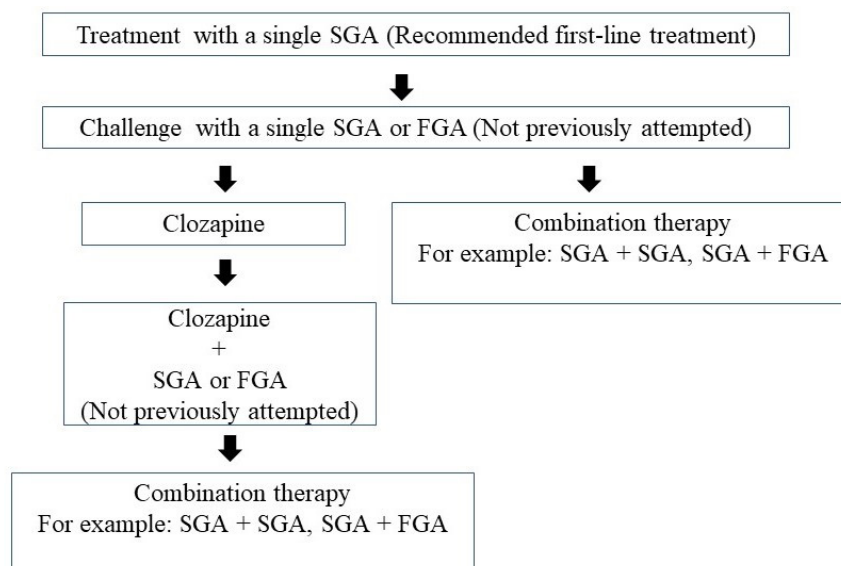 Treatment with a single SGA (Recommended first-line treatment)
Challenge with a single SGA or FGA (Not previously attempted)
Clozapine
Combination therapy
For example: SGA + SGA, SGA + FGA
Clozapine
+
SGA or FGA
(Not previously attempted)
Combination therapy
For example: SGA + SGA, SGA + FGA